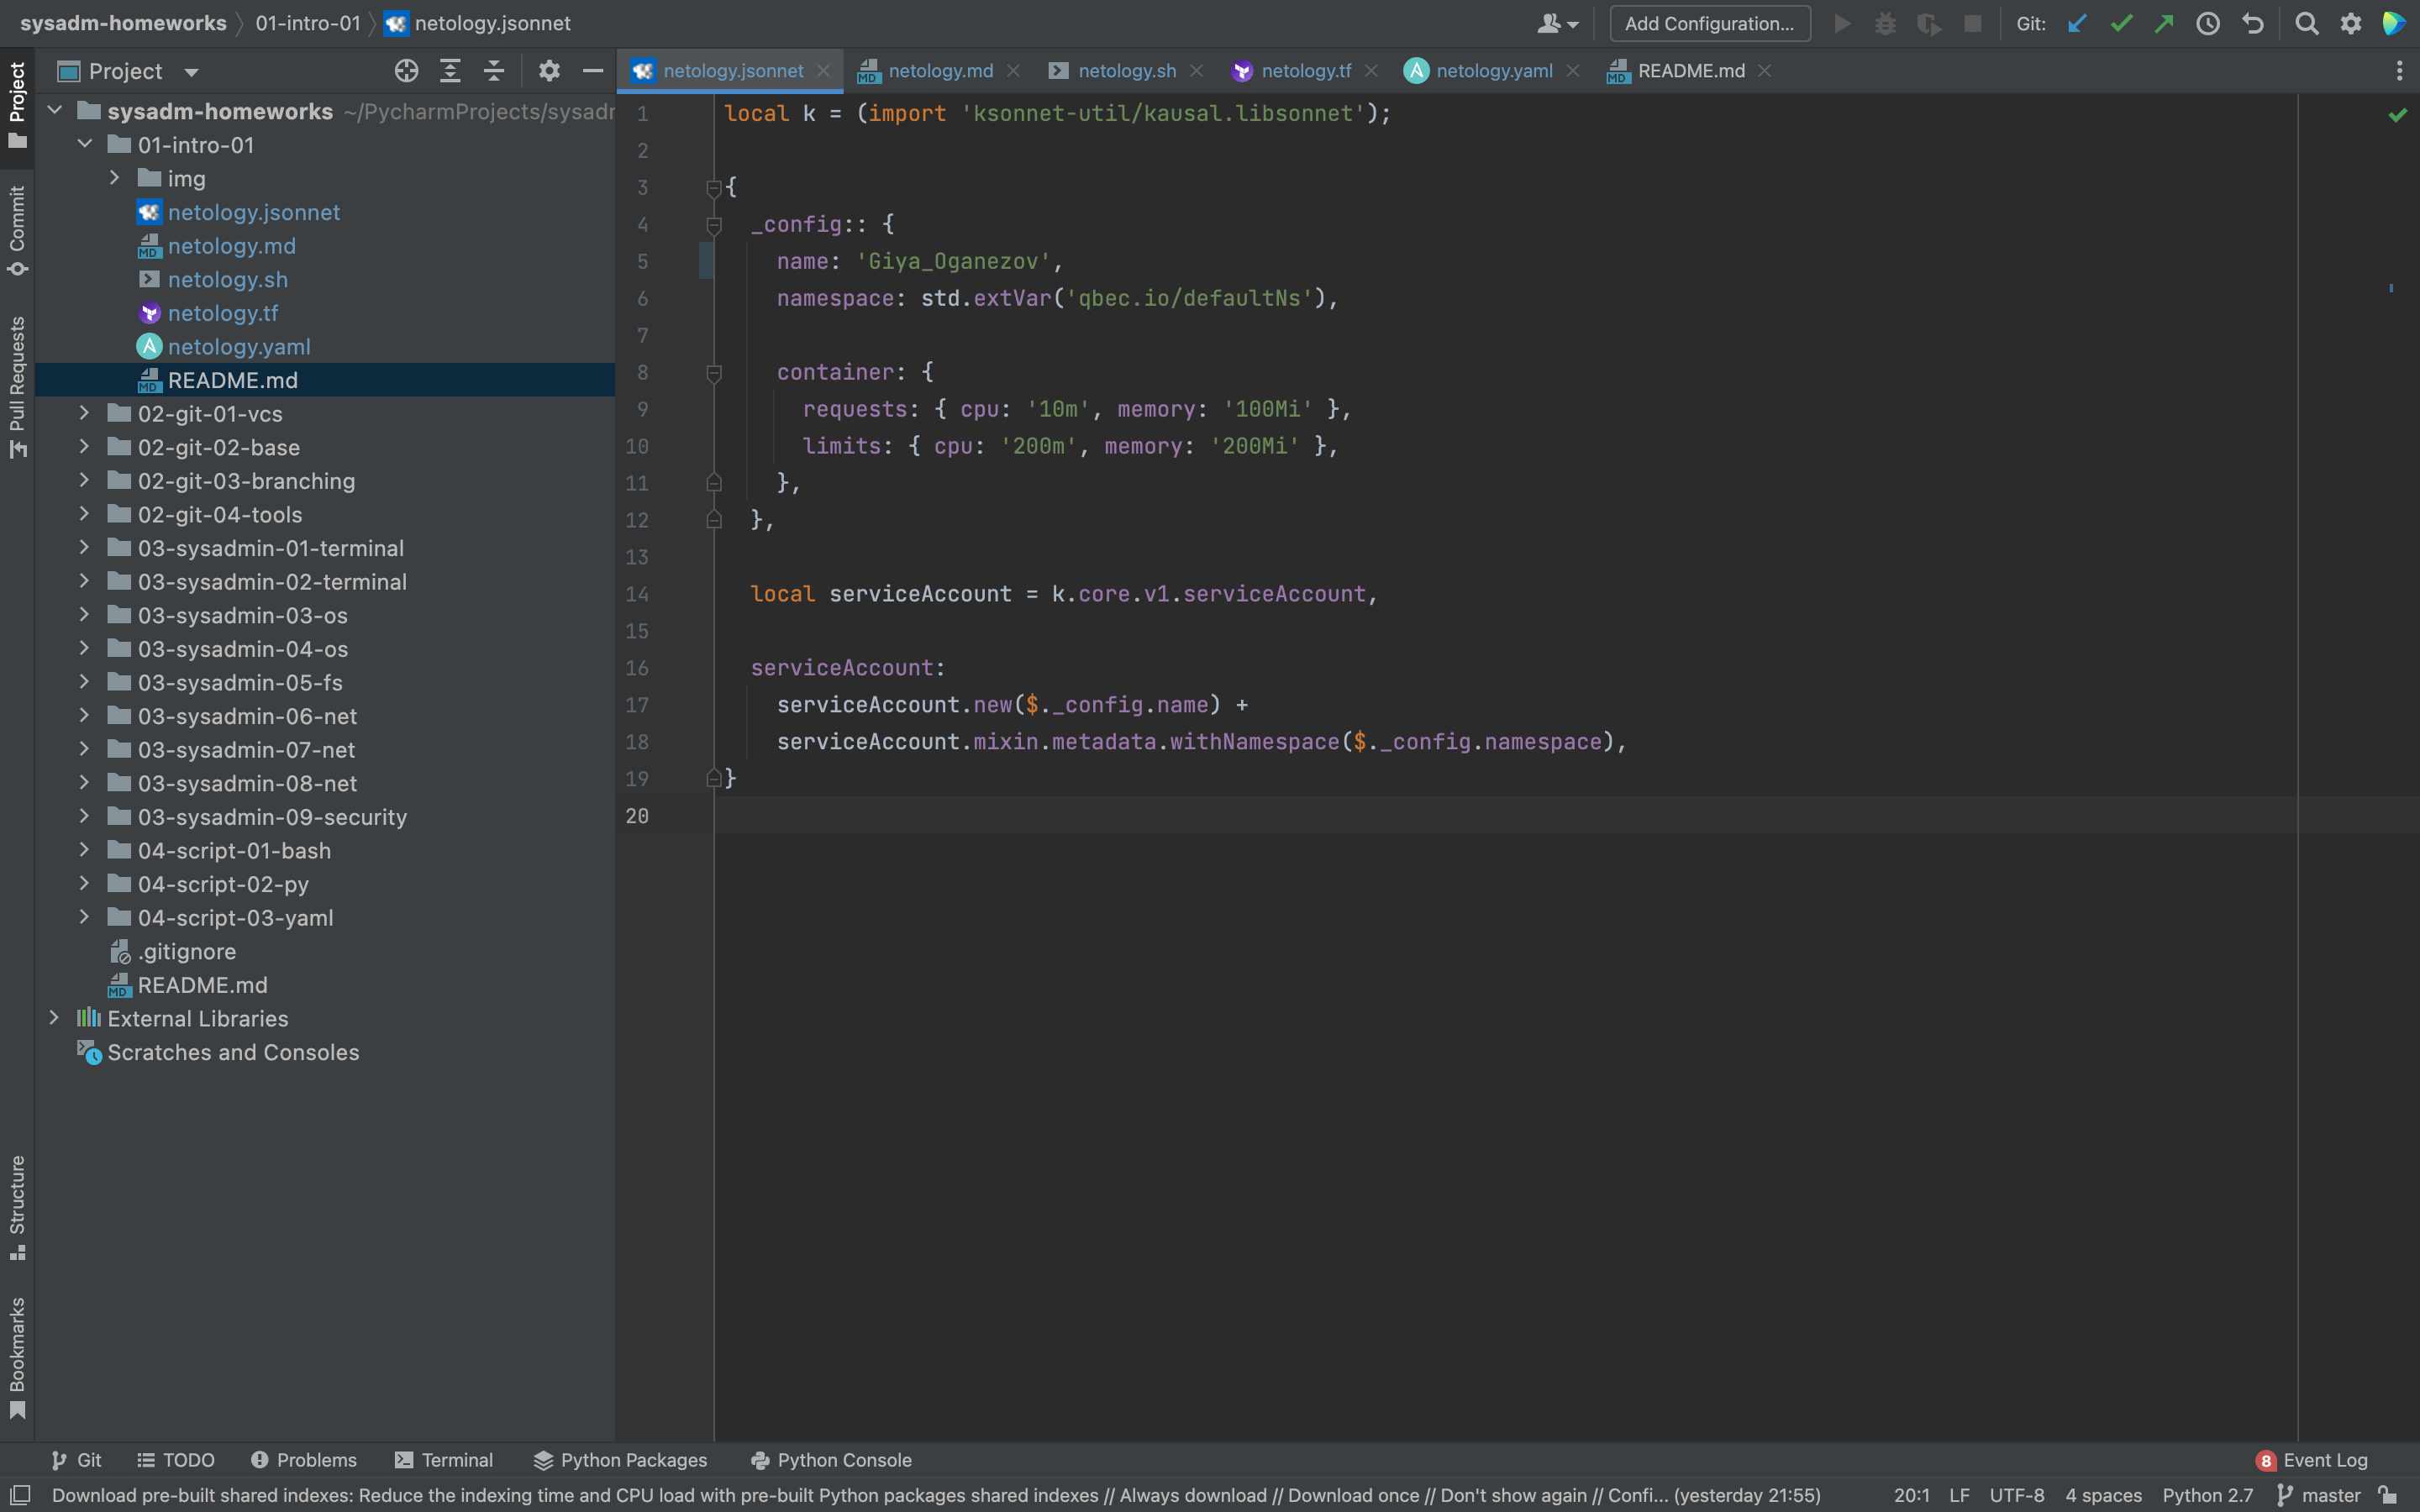 sysadm-homeworks 〉 01-intro-01 〉 netology.jsonnet
Add Configuration...
Git:
Project
netology.jsonnet
netology.md
netology.sh
netology.tf
netology.yaml
README.md
Project
Commit
Pull Requests
Structure
Bookmarks
sysadm-homeworks ~/PycharmProjects/sysadr
01-intro-01
img
netology.jsonnet
netology.md
netology.sh
netology.tf
netology.yaml
README.md
02-git-01-vcs
02-git-02-base
02-git-03-branching
02-git-04-tools
03-sysadmin-01-terminal
03-sysadmin-02-terminal
03-sysadmin-03-os
03-sysadmin-04-os
03-sysadmin-05-fs
03-sysadmin-06-net
03-sysadmin-07-net
03-sysadmin-08-net
03-sysadmin-09-security
04-script-01-bash
04-script-02-py
04-script-03-yaml
.gitignore
README.md
External Libraries
Scratches and Consoles
1 local k = (import 'ksonnet-util/kausal.libsonnet');
2
3 {
4 _config:: {
5 name: 'Giya_Oganezov',
6 namespace: std.extVar('qbec.io/defaultNs'),
7
8 container: {
9 requests: { cpu: '10m', memory: '100Mi' },
10 limits: { cpu: '200m', memory: '200Mi' },
11 },
12 },
13
14 local serviceAccount = k.core.v1.serviceAccount,
15
16 serviceAccount:
17 serviceAccount.new($._config.name) +
18 serviceAccount.mixin.metadata.withNamespace($._config.namespace),
19 }
20
Git
TODO
Problems
Terminal
Python Packages
Python Console
8 Event Log
Download pre-built shared indexes: Reduce the indexing time and CPU load with pre-built Python packages shared indexes // Always download // Download once // Don't show again // Confi... (yesterday 21:55)
20:1 LF UTF-8 4 spaces Python 2.7 master